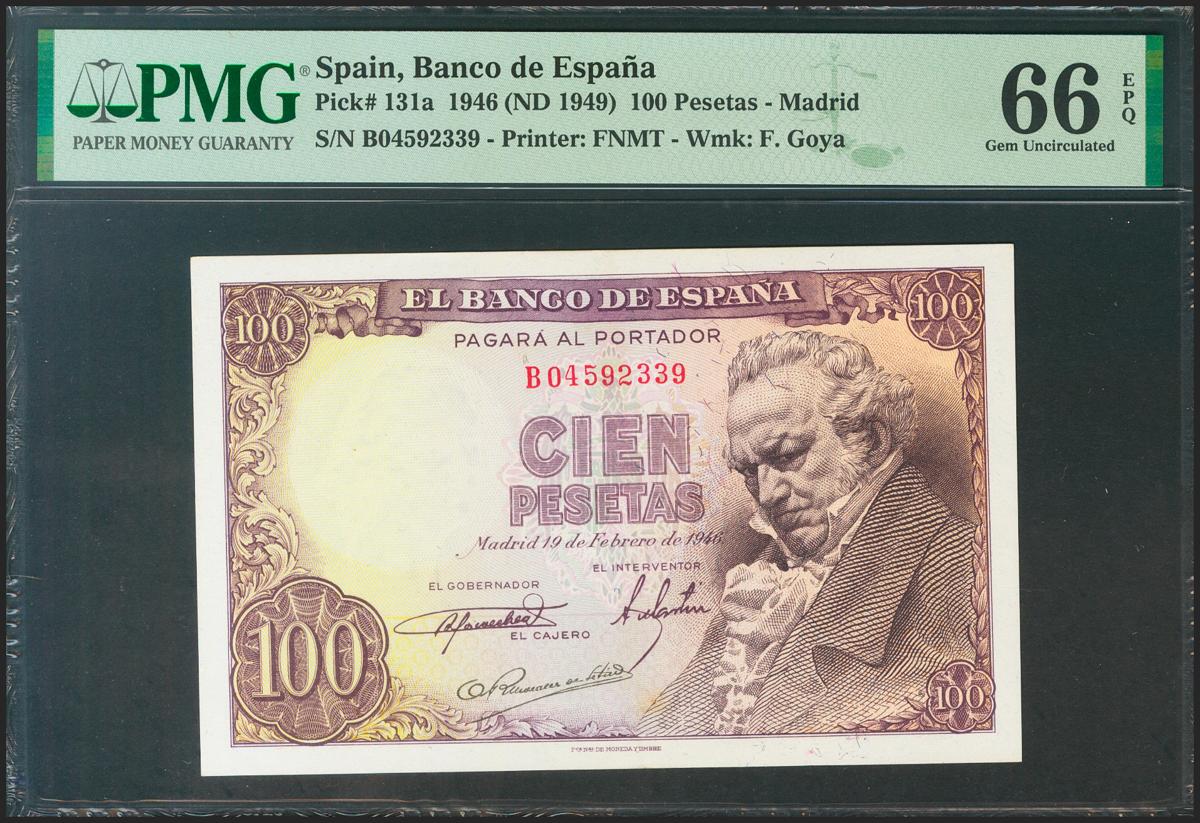 PMG®
PAPER MONEY GUARANTY
Spain, Banco de España
Pick# 131a 1946 (ND 1949) 100 Pesetas - Madrid
S/N B04592339 - Printer: FNMT - Wmk: F. Goya
66 EPQ
Gem Uncirculated
EL BANCO DE ESPAÑA
100
100
PAGARÁ AL PORTADOR
B04592339
CIEN
PESETAS
Madrid 19 de Febrero de 1946
EL INTERVENTOR
EL GOBERNADOR
EL CAJERO
100
100